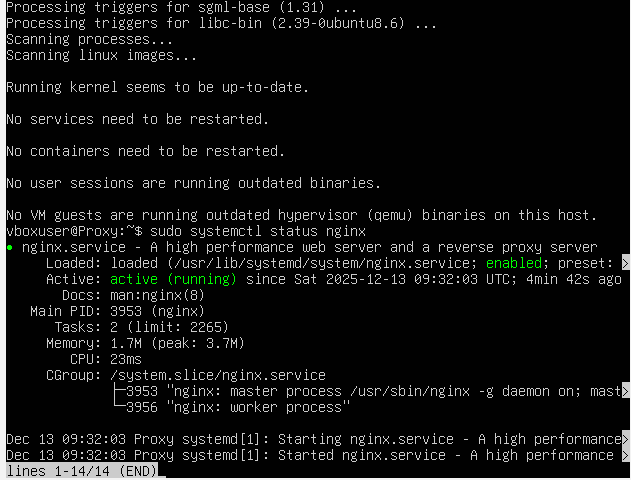 Processing triggers for sgml-base (1.31) ...
Processing triggers for libc-bin (2.39-0ubuntu8.6) ...
Scanning processes...
Scanning linux images...
Running kernel seems to be up-to-date.
No services need to be restarted.
No containers need to be restarted.
No user sessions are running outdated binaries.
No VM guests are running outdated hypervisor (qemu) binaries on this host.
vboxuser@Proxy:~$ sudo systemctl status nginx
● nginx.service - A high performance web server and a reverse proxy server
     Loaded: loaded (/usr/lib/systemd/system/nginx.service; enabled; preset: >
     Active: active (running) since Sat 2025-12-13 09:32:03 UTC; 4min 42s ago
       Docs: man:nginx(8)
   Main PID: 3953 (nginx)
      Tasks: 2 (limit: 2265)
     Memory: 1.7M (peak: 3.7M)
        CPU: 23ms
     CGroup: /system.slice/nginx.service
             ├─3953 "nginx: master process /usr/sbin/nginx -g daemon on; mast>
             └─3956 "nginx: worker process"
Dec 13 09:32:03 Proxy systemd[1]: Starting nginx.service - A high performance>
Dec 13 09:32:03 Proxy systemd[1]: Started nginx.service - A high performance >
lines 1-14/14 (END)